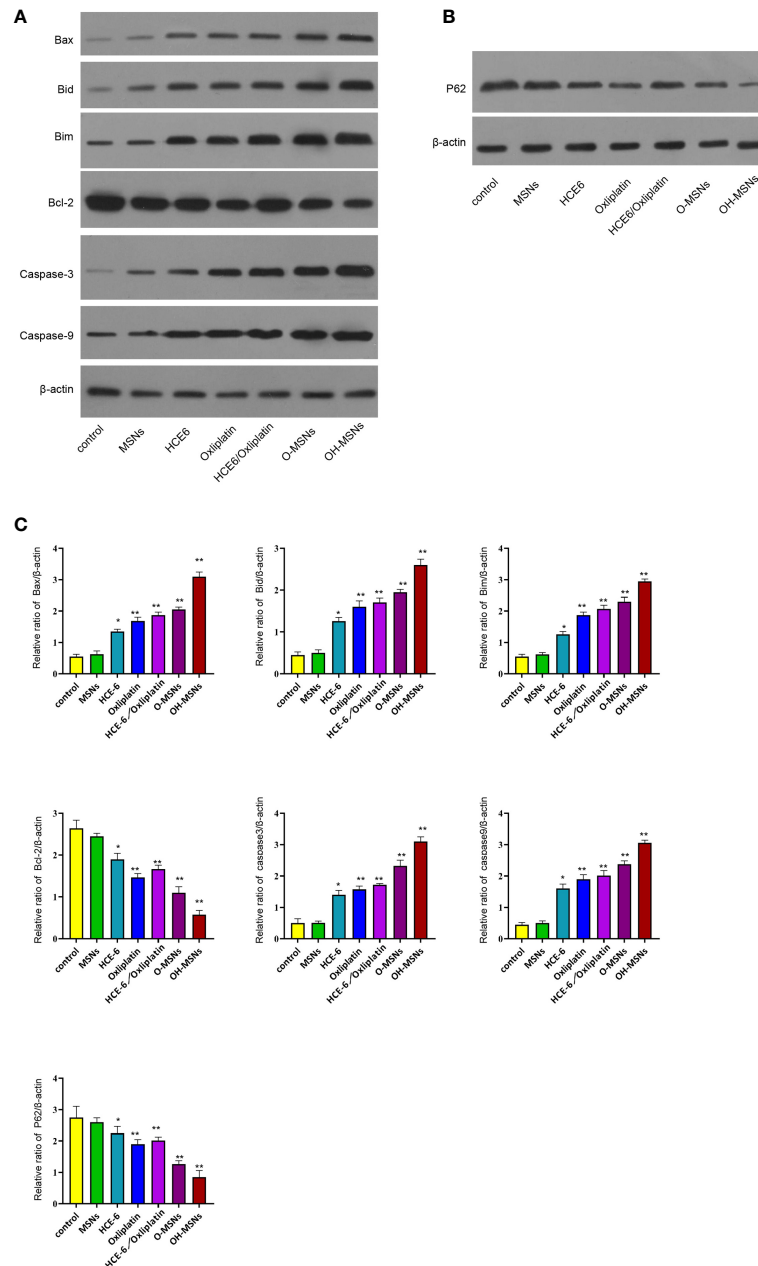 A
Bax
Bid
Bim
Bcl-2
Caspase-3
Caspase-9
β-actin
control
MSNs
HCE6
Oxliplatin
HCE6/Oxliplatin
O-MSNs
OH-MSNs
B
P62
β-actin
control
MSNs
HCE6
Oxliplatin
HCE6/Oxliplatin
O-MSNs
OH-MSNs
C
Relative ratio of Bax/β-actin
4
3
2
1
0
*
**
**
**
**
control
MSNs
HCE-6
Oxliplatin
HCE-6/Oxliplatin
O-MSNs
OH-MSNs
Relative ratio of Bid/β-actin
3
2
1
0
*
**
**
**
**
control
MSNs
HCE-6
Oxliplatin
HCE-6/Oxliplatin
O-MSNs
OH-MSNs
Relative ratio of Bim/β-actin
4
3
2
1
0
*
**
**
**
**
control
MSNs
HCE-6
Oxliplatin
HCE-6/Oxliplatin
O-MSNs
OH-MSNs
Relative ratio of Bcl-2/β-actin
3
2
1
0
*
**
**
**
**
control
MSNs
HCE-6
Oxliplatin
HCE-6/Oxliplatin
O-MSNs
OH-MSNs
Relative ratio of caspase3/β-actin
4
3
2
1
0
*
**
**
**
**
control
MSNs
HCE-6
Oxliplatin
HCE-6/Oxliplatin
O-MSNs
OH-MSNs
Relative ratio of caspase9/β-actin
4
3
2
1
0
*
**
**
**
**
control
MSNs
HCE-6
Oxliplatin
HCE-6/Oxliplatin
O-MSNs
OH-MSNs
Relative ratio of P62/β-actin
4
3
2
1
0
*
**
**
**
**
control
MSNs
HCE-6
Oxliplatin
HCE-6/Oxliplatin
O-MSNs
OH-MSNs